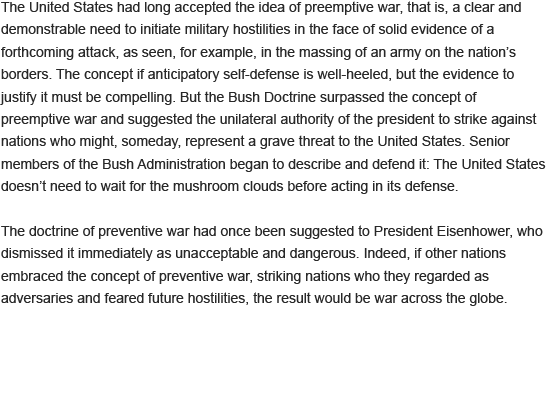 The United States had long accepted the idea of preemptive war, that is, a clear and
demonstrable need to initiate military hostilities in the face of solid evidence of a
forthcoming attack, as seen, for example, in the massing of an army on the nation's
borders. The concept if anticipatory self-defense is well-heeled, but the evidence to
justify it must be compelling. But the Bush Doctrine surpassed the concept of
preemptive war and suggested the unilateral authority of the president to strike against
nations who might, someday, represent a grave threat to the United States. Senior
members of the Bush Administration began to describe and defend it: The United States
doesn't need to wait for the mushroom clouds before acting in its defense.
The doctrine of preventive war had once been suggested to President Eisenhower, who
dismissed it immediately as unacceptable and dangerous. Indeed, if other nations
embraced the concept of preventive war, striking nations who they regarded as
adversaries and feared future hostilities, the result would be war across the globe.